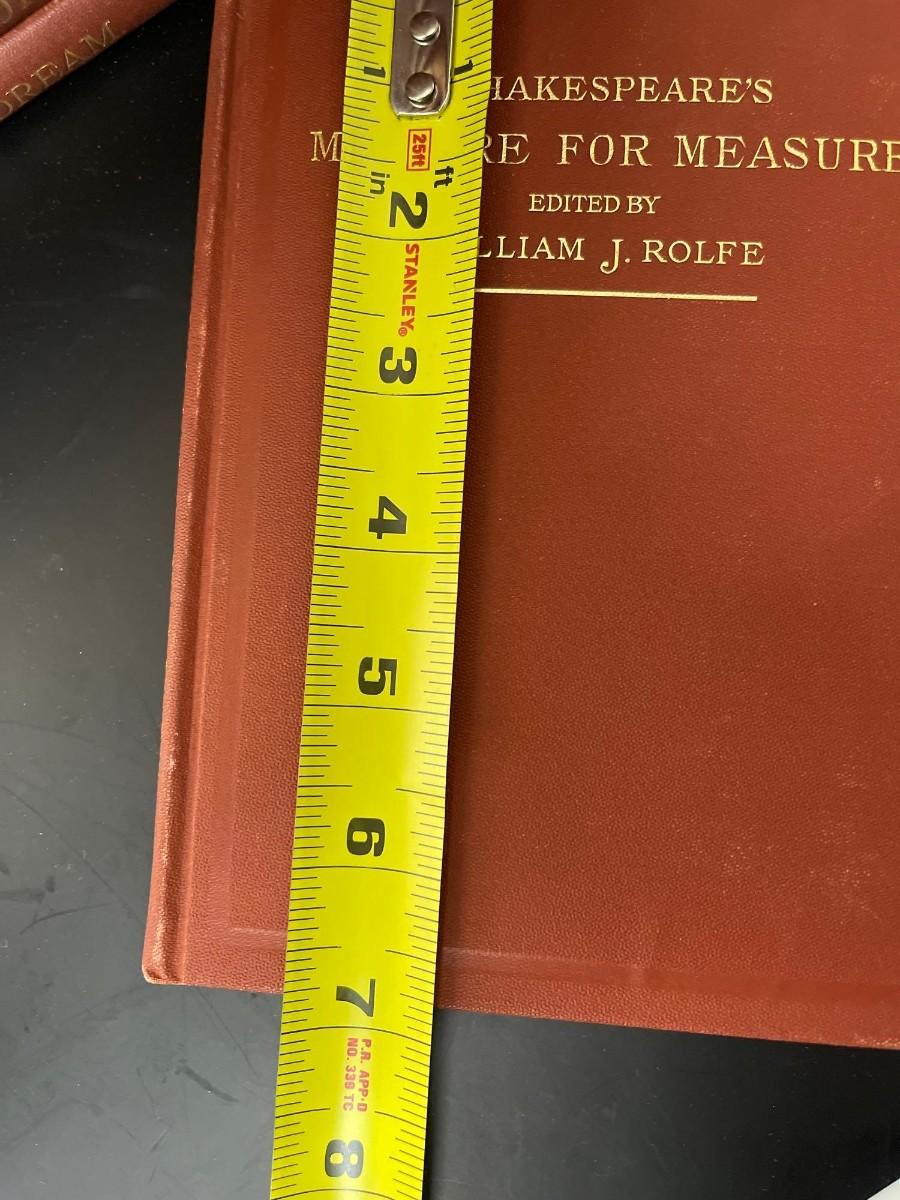 DREAM
HAKESPEARE'S
M RE FOR MEASURE
EDITED BY
LLIAM J. ROLFE
1 1
25ft
in ft
2
STANLEY®
3
4
5
6
7
P.R. APP-D
NO. 339 TC
8